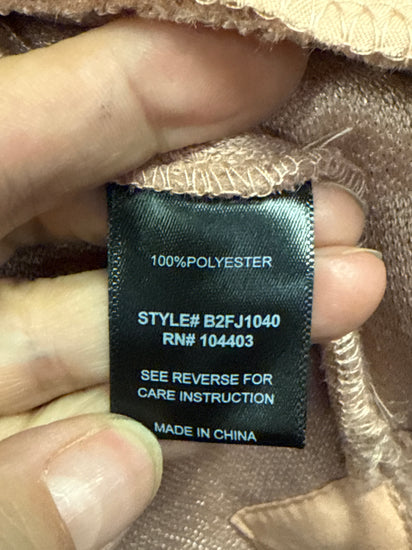 100%POLYESTER
STYLE# B2FJ1040
RN# 104403
SEE REVERSE FOR
CARE INSTRUCTION
MADE IN CHINA